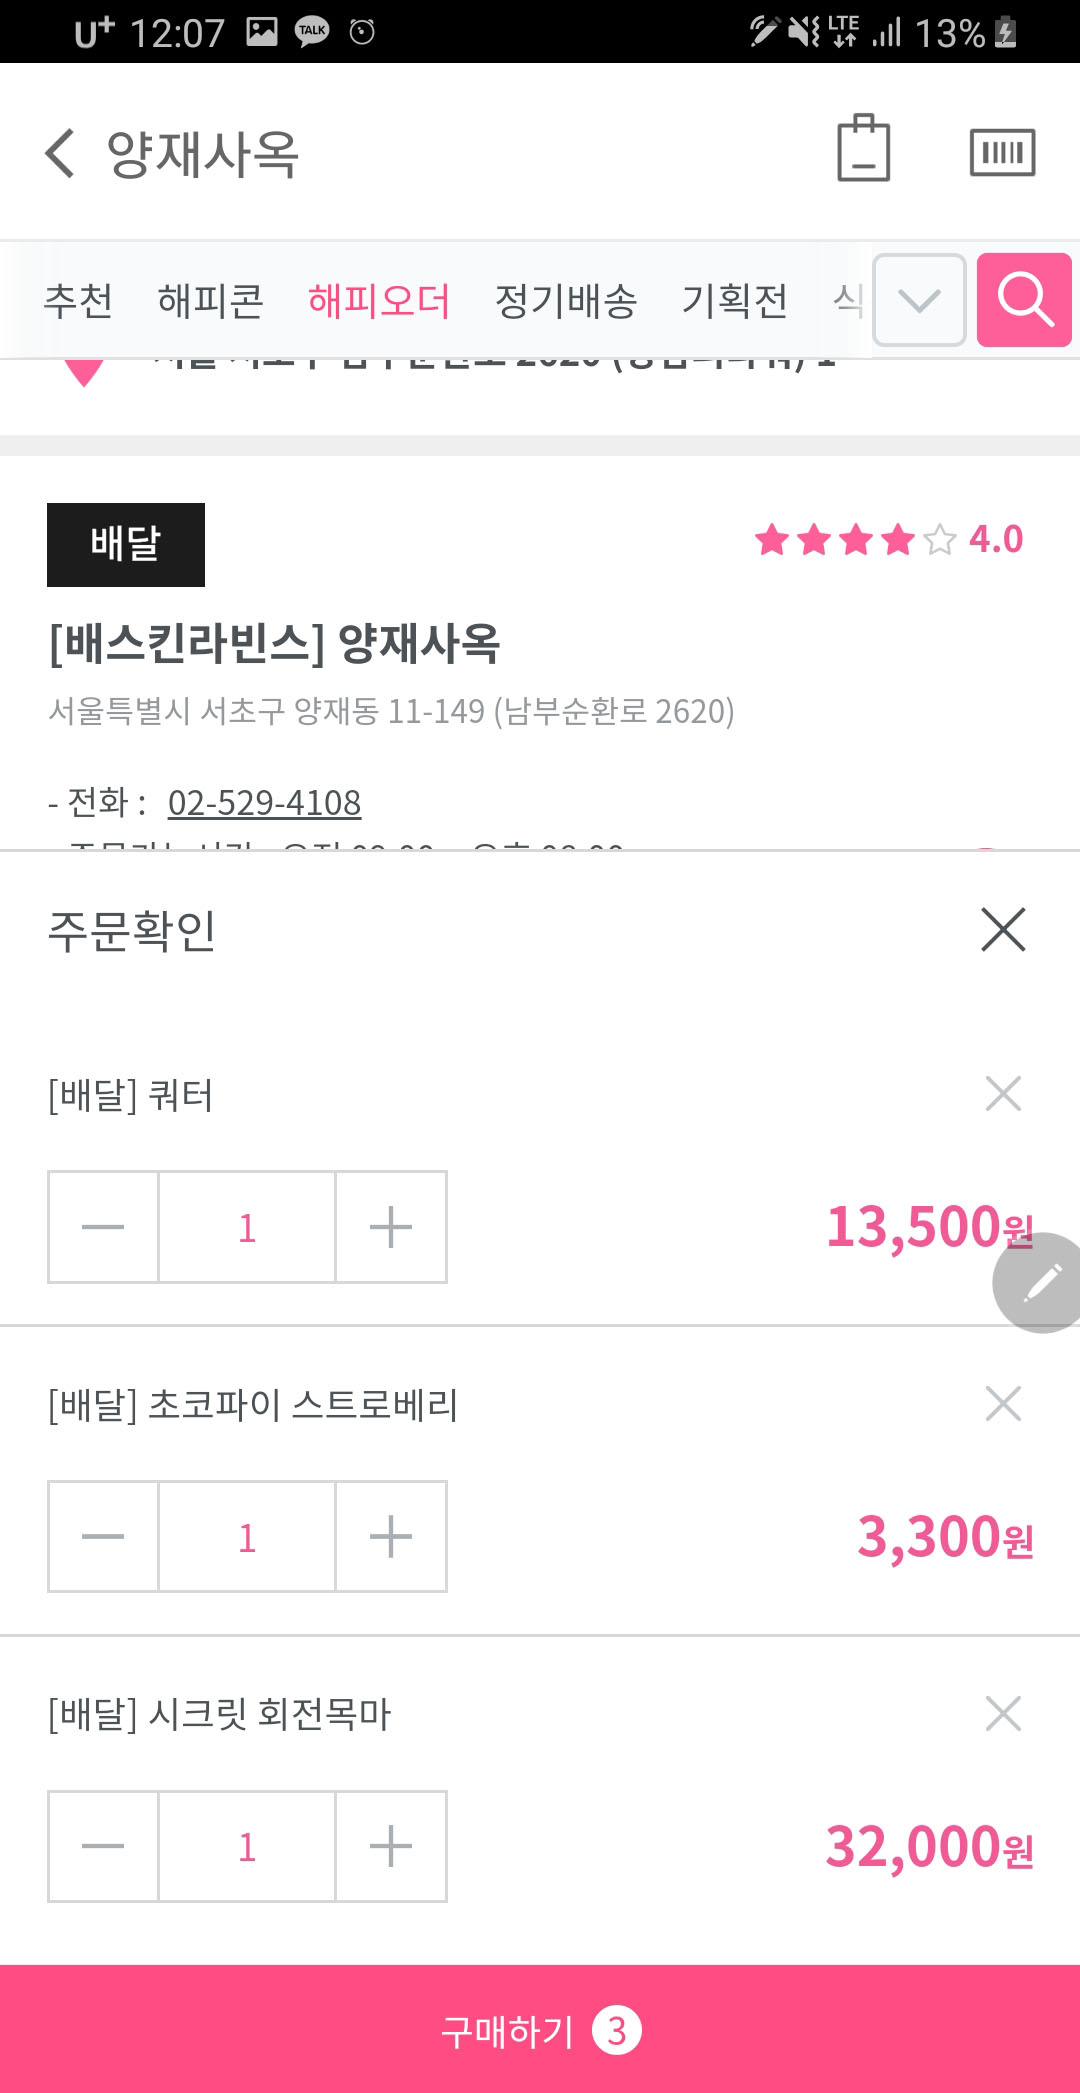 U+ 12:07 TALK LTE 13%
양재사옥
추천 해피콘 해피오더 정기배송 기획전 식
배달 4.0
[배스킨라빈스] 양재사옥
서울특별시 서초구 양재동 11-149 (남부순환로 2620)
- 전화 : 02-529-4108
주문확인
[배달] 쿼터
1 13,500원
[배달] 초코파이 스트로베리
1 3,300원
[배달] 시크릿 회전목마
1 32,000원
구매하기 3